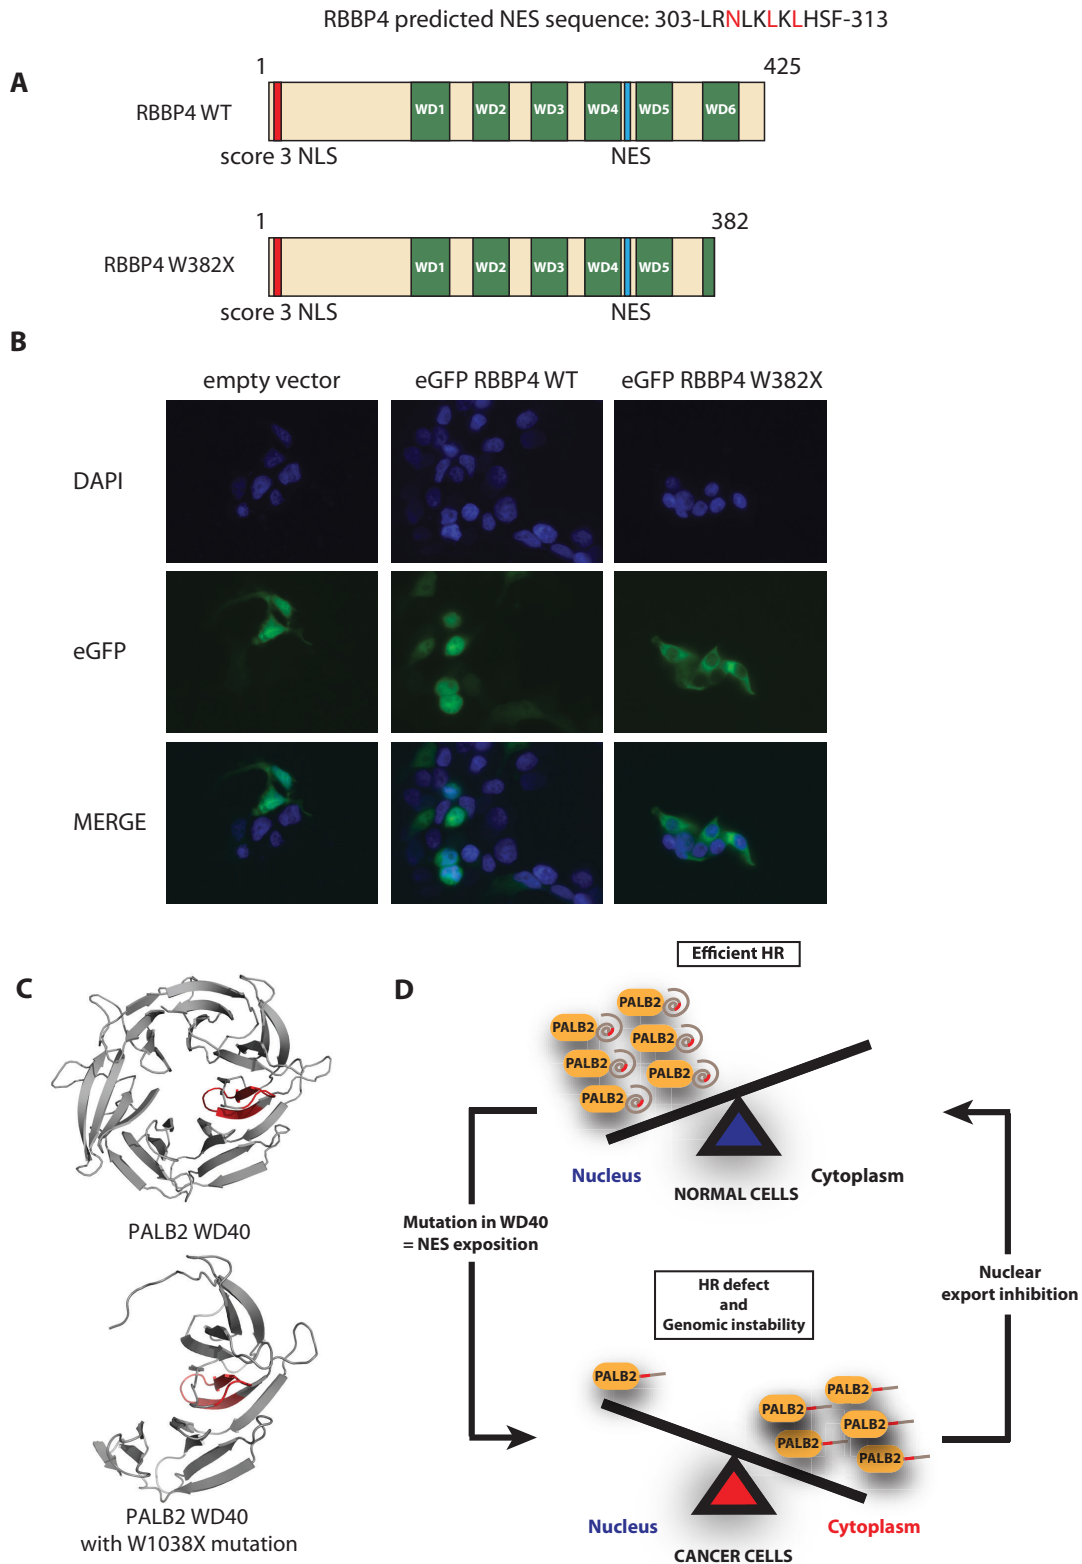 RBBP4 predicted NES sequence: 303-LRNLKLKLHSF-313
A
1
425
RBBP4 WT
WD1 WD2 WD3 WD4 WD5 WD6
score 3 NLS
NES
1
382
RBBP4 W382X
WD1 WD2 WD3 WD4 WD5
score 3 NLS
NES
B
empty vector
eGFP RBBP4 WT
eGFP RBBP4 W382X
DAPI
eGFP
MERGE
C
PALB2 WD40
PALB2 WD40
with W1038X mutation
D
Efficient HR
PALB2
PALB2
PALB2
PALB2
PALB2
PALB2
Nucleus
Cytoplasm
NORMAL CELLS
Mutation in WD40
= NES exposition
Nuclear
export inhibition
HR defect
and
Genomic instability
PALB2
PALB2
PALB2
PALB2
PALB2
PALB2
Nucleus
Cytoplasm
CANCER CELLS